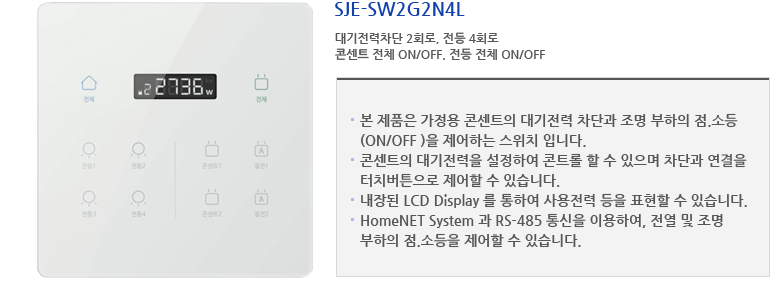 SJE-SW2G2N4L
대기전력차단 2회로, 전등 4회로
콘센트 전체 ON/OFF, 전등 전체 ON/OFF
2 2736 W
전체 전체
전등1 전등2 콘센트1 절전1
전등3 전등4 콘센트2 절전2
본 제품은 가정용 콘센트의 대기전력 차단과 조명 부하의 점.소등
(ON/OFF )을 제어하는 스위치 입니다.
콘센트의 대기전력을 설정하여 콘트롤 할 수 있으며 차단과 연결을
터치버튼으로 제어할 수 있습니다.
내장된 LCD Display 를 통하여 사용전력 등을 표현할 수 있습니다.
HomeNET System 과 RS-485 통신을 이용하여, 전열 및 조명
부하의 점.소등을 제어할 수 있습니다.